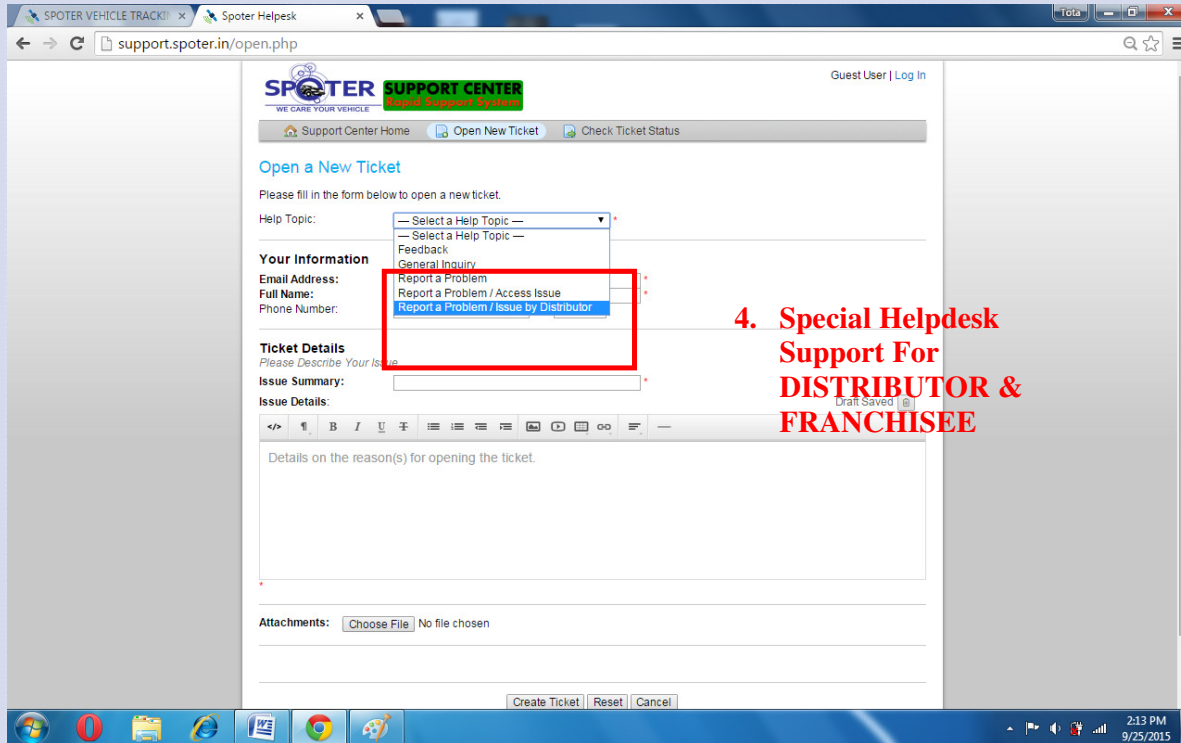 SPOTER VEHICLE TRACKIN
Spoter Helpesk
Tota
support.spoter.in/open.php
SPOTER
WE CARE YOUR VEHICLE
SUPPORT CENTER
Rapid Support System
Guest User | Log In
Support Center Home Open New Ticket Check Ticket Status
Open a New Ticket
Please fill in the form below to open a new ticket.
Help Topic: — Select a Help Topic — *
— Select a Help Topic —
Feedback
General Inquiry
Report a Problem
Report a Problem / Access Issue
Report a Problem / Issue by Distributor
Your Information
Email Address: *
Full Name: *
Phone Number:
4. Special Helpdesk
Support For
DISTRIBUTOR &
FRANCHISEE
Ticket Details
Please Describe Your Issue
Issue Summary: *
Issue Details:
Draft Saved
</> ¶ B I U T
Details on the reason(s) for opening the ticket.
*
Attachments: Choose File No file chosen
Create Ticket Reset Cancel
2:13 PM
9/25/2015